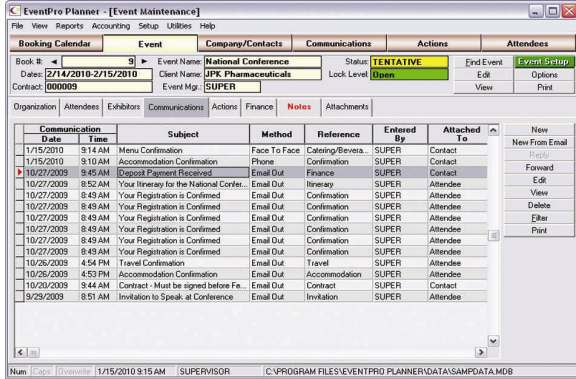 EventPro Planner - [Event Maintenance]
File View Reports Accounting Setup Utilities Help
Booking Calendar Event Company/Contacts Communications Actions Attendees
Book #: 9 Event Name: National Conference Status: TENTATIVE Find Event Event Setup
Dates: 2/14/2010-2/15/2010 Client Name: JPK Pharmaceuticals Lock Level: Open Edit Options
Contract: 000009 Event Mgr.: SUPER View Print
Organization Attendees Exhibitors Communications Actions Finance Notes Attachments
Communication Subject Method Reference Entered By Attached To New
Date Time New From Email
1/15/2010 9:14 AM Menu Confirmation Face To Face Catering/Bevera... SUPER Contact Reply
1/15/2010 9:10 AM Accommodation Confirmation Phone Confirmation SUPER Contact Forward
10/27/2009 9:45 AM Deposit Payment Received Email Out Finance SUPER Contact Edit
10/27/2009 8:52 AM Your Itinerary for the National Confer... Email Out Itinerary SUPER Attendee View
10/27/2009 8:49 AM Your Registration is Confirmed Email Out Confirmation SUPER Attendee Delete
10/27/2009 8:49 AM Your Registration is Confirmed Email Out Confirmation SUPER Attendee Filter
10/27/2009 8:49 AM Your Registration is Confirmed Email Out Confirmation SUPER Attendee Print
10/27/2009 8:49 AM Your Registration is Confirmed Email Out Confirmation SUPER Attendee
10/27/2009 8:49 AM Your Registration is Confirmed Email Out Confirmation SUPER Attendee
10/26/2009 4:54 PM Travel Confirmation Email Out Travel SUPER Attendee
10/26/2009 4:53 PM Accommodation Confirmation Email Out Accommodation SUPER Attendee
10/20/2009 9:44 AM Contract - Must be signed before Fe... Email Out Contract SUPER Contact
9/29/2009 8:51 AM Invitation to Speak at Conference Email Out Invitation SUPER Attendee
Num Caps Overwrite 1/15/2010 9:15 AM SUPERVISOR C:\PROGRAM FILES\EVENTPRO PLANNER\DATA\SAMPDATA.MDB